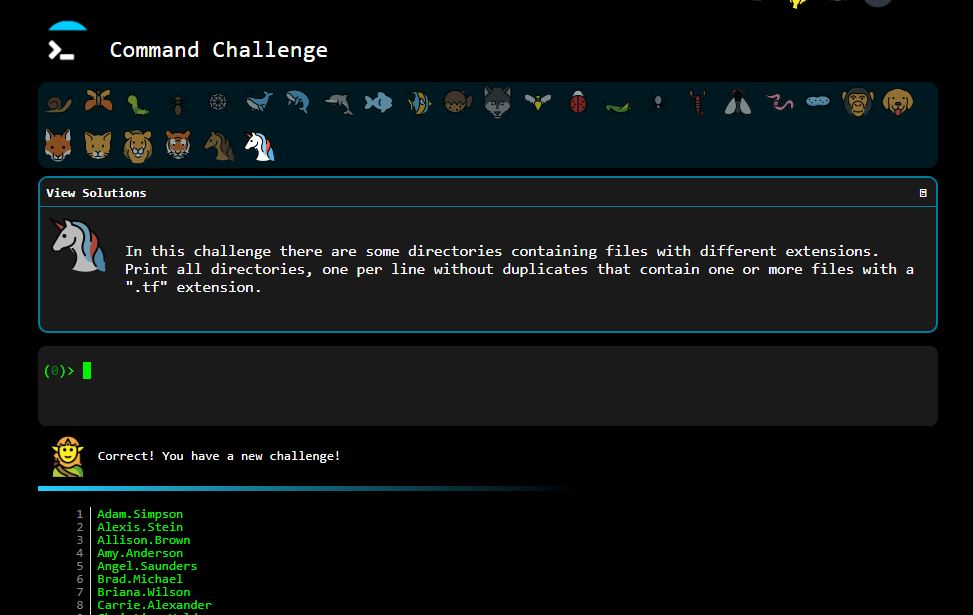 Command Challenge
View Solutions
In this challenge there are some directories containing files with different extensions.
Print all directories, one per line without duplicates that contain one or more files with a
".tf" extension.
(0)>
Correct! You have a new challenge!
1 Adam.Simpson
2 Alexis.Stein
3 Allison.Brown
4 Amy.Anderson
5 Angel.Saunders
6 Brad.Michael
7 Briana.Wilson
8 Carrie.Alexander